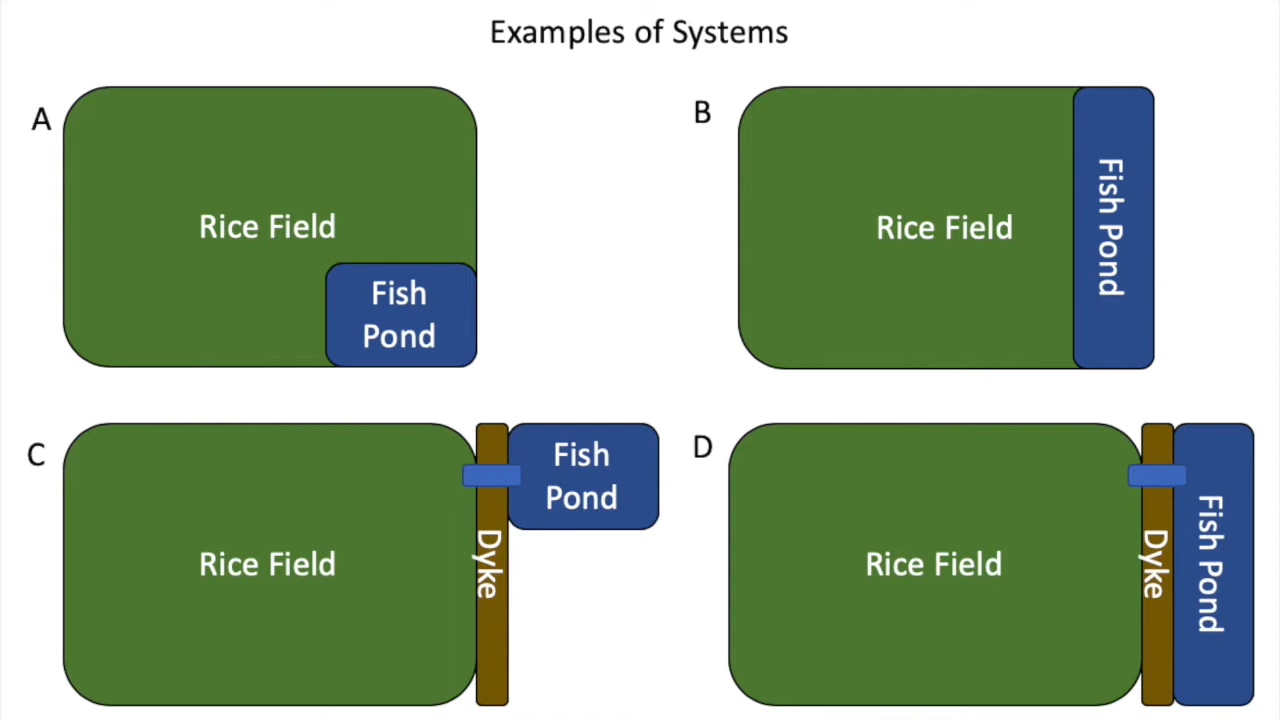 Examples of Systems
A
Rice Field
Fish
Pond
B
Rice Field
Fish Pond
C
Rice Field
Dyke
Fish
Pond
D
Rice Field
Dyke
Fish Pond